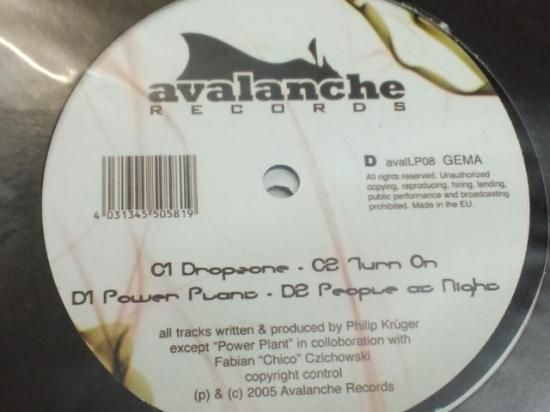 avalanche
RECORDS
D avalLP08 GEMA
All rights reserved. Unauthorized
copying, reproducing, hiring, lending,
public performance and broadcasting
prohibited. Made in the EU.
4 031345 505819
C1 Dropzone - C2 Turn On
D1 Power Plant - D2 People at Night
all tracks written & produced by Philip Krüger
except "Power Plant" in colloboration with
Fabian "Chico" Czichowski
copyright control
(p) & (c) 2005 Avalanche Records